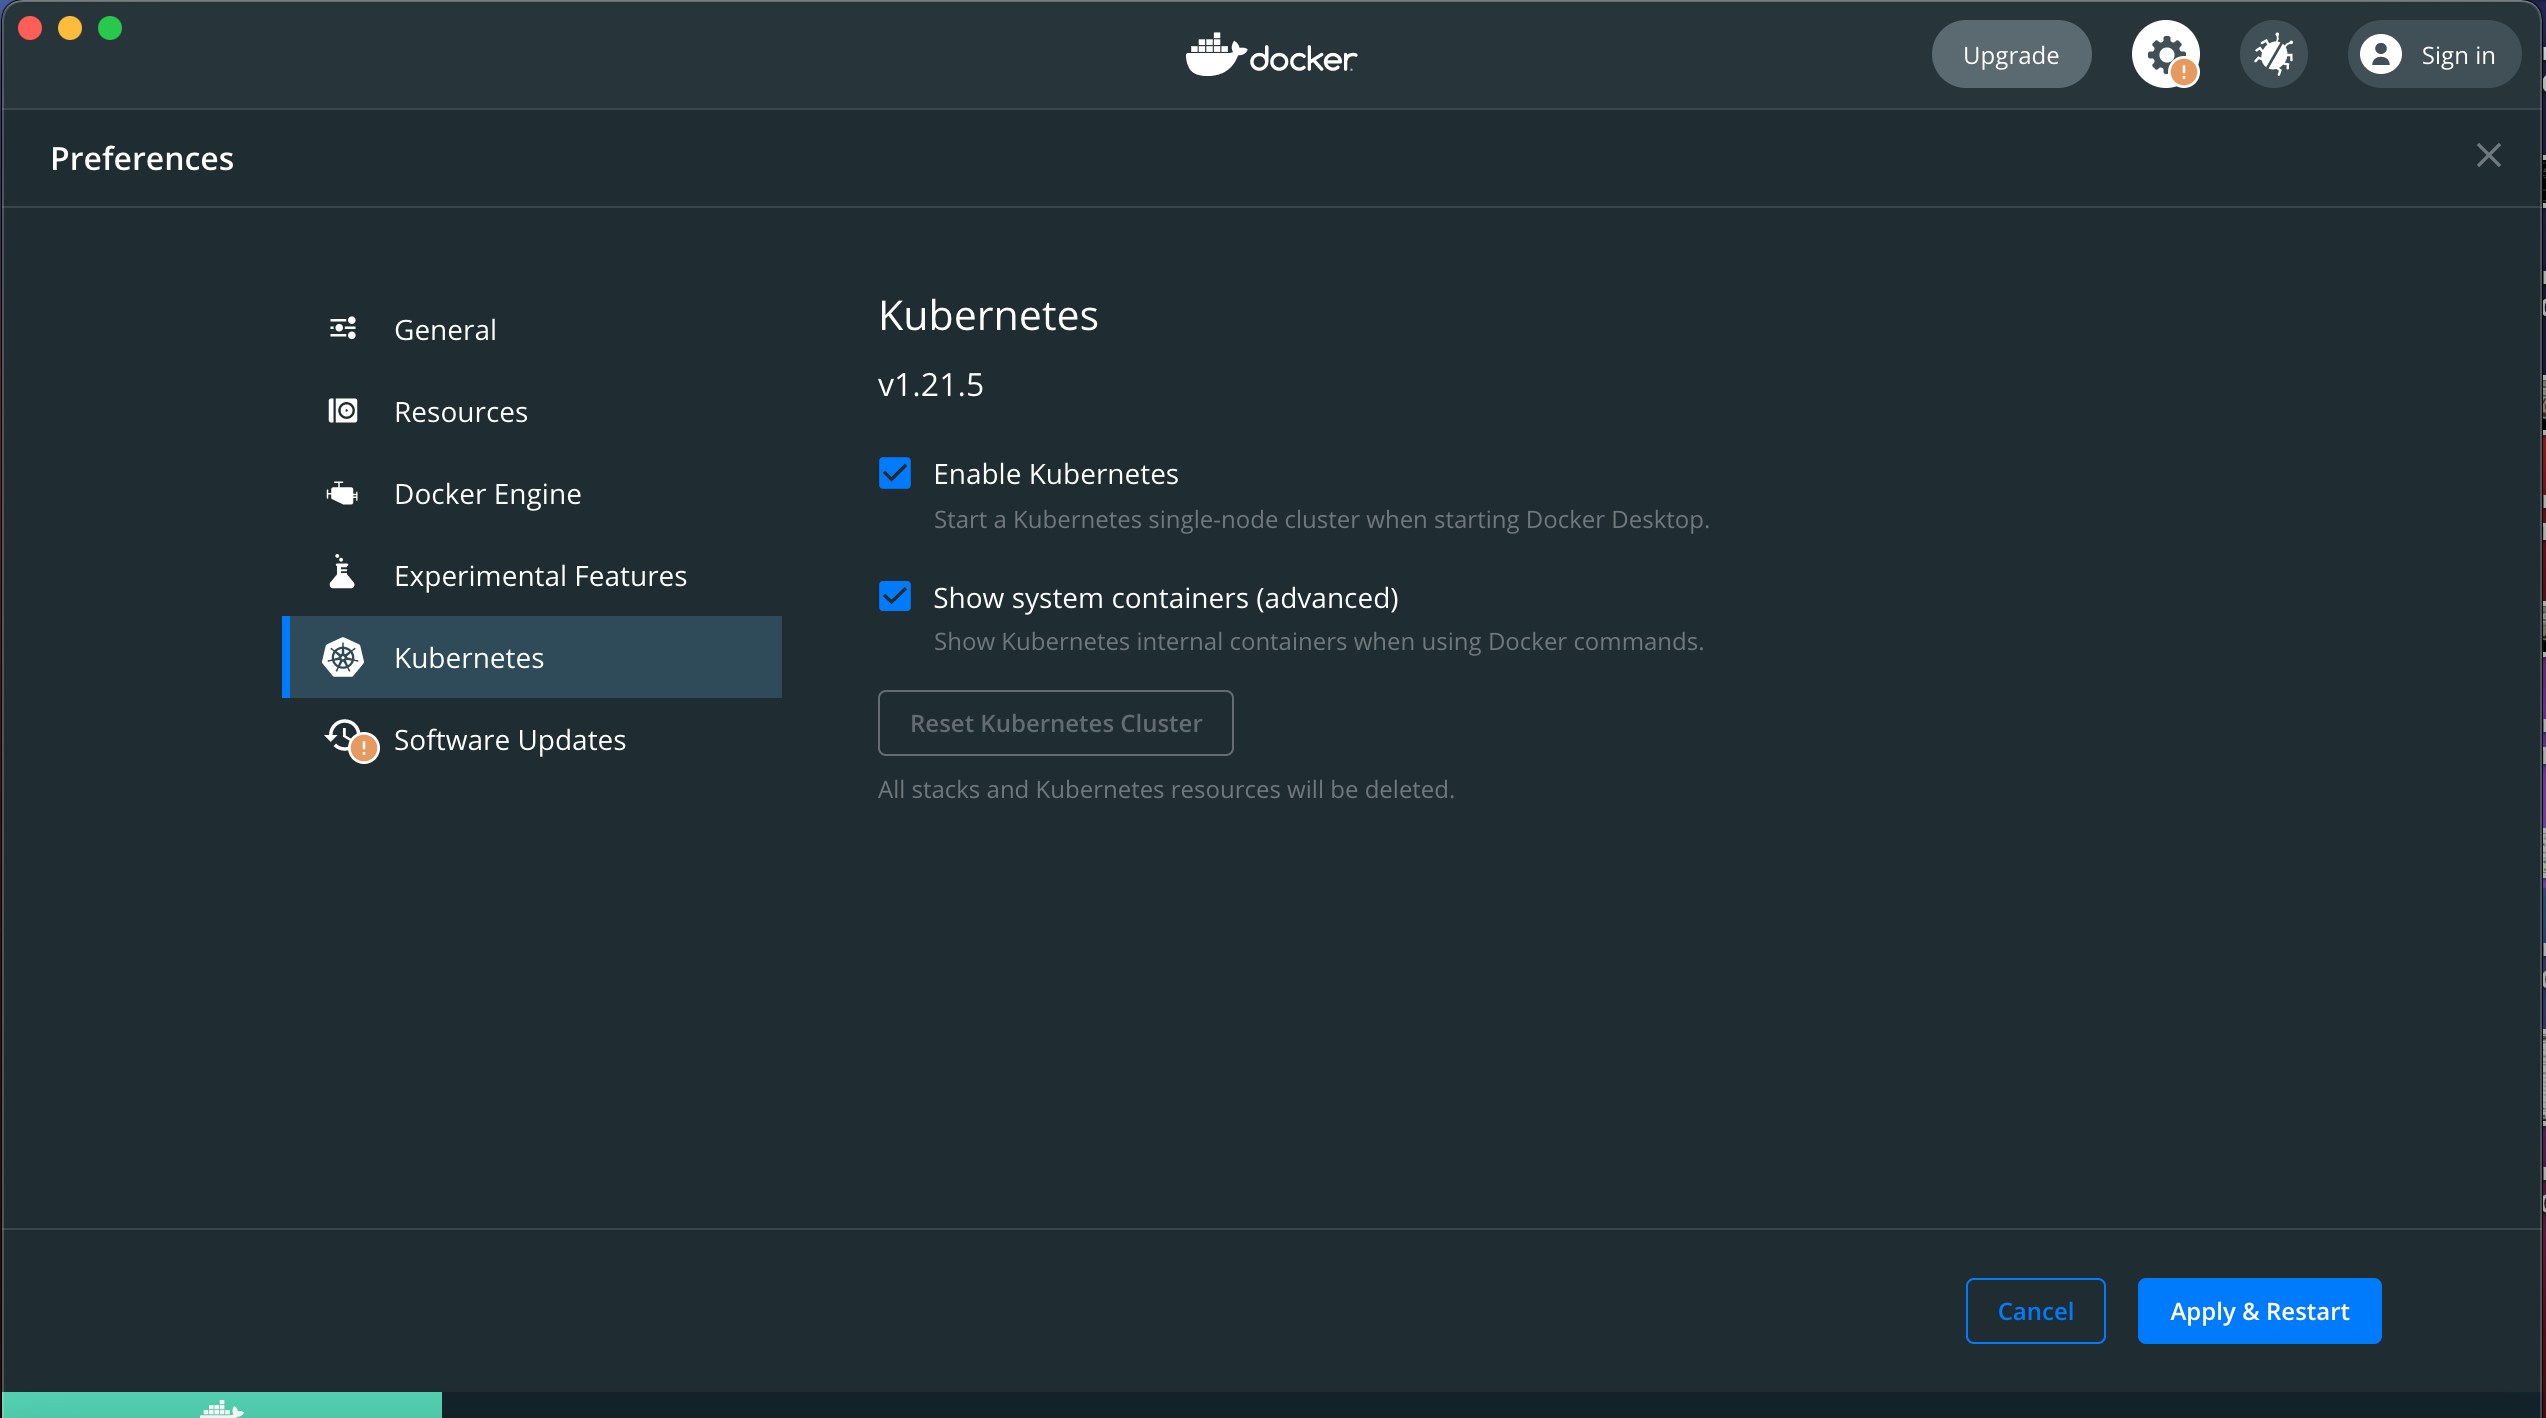 docker
Upgrade
Sign in
Preferences
General
Resources
Docker Engine
Experimental Features
Kubernetes
Software Updates
Kubernetes
v1.21.5
Enable Kubernetes
Start a Kubernetes single-node cluster when starting Docker Desktop.
Show system containers (advanced)
Show Kubernetes internal containers when using Docker commands.
Reset Kubernetes Cluster
All stacks and Kubernetes resources will be deleted.
Cancel
Apply & Restart